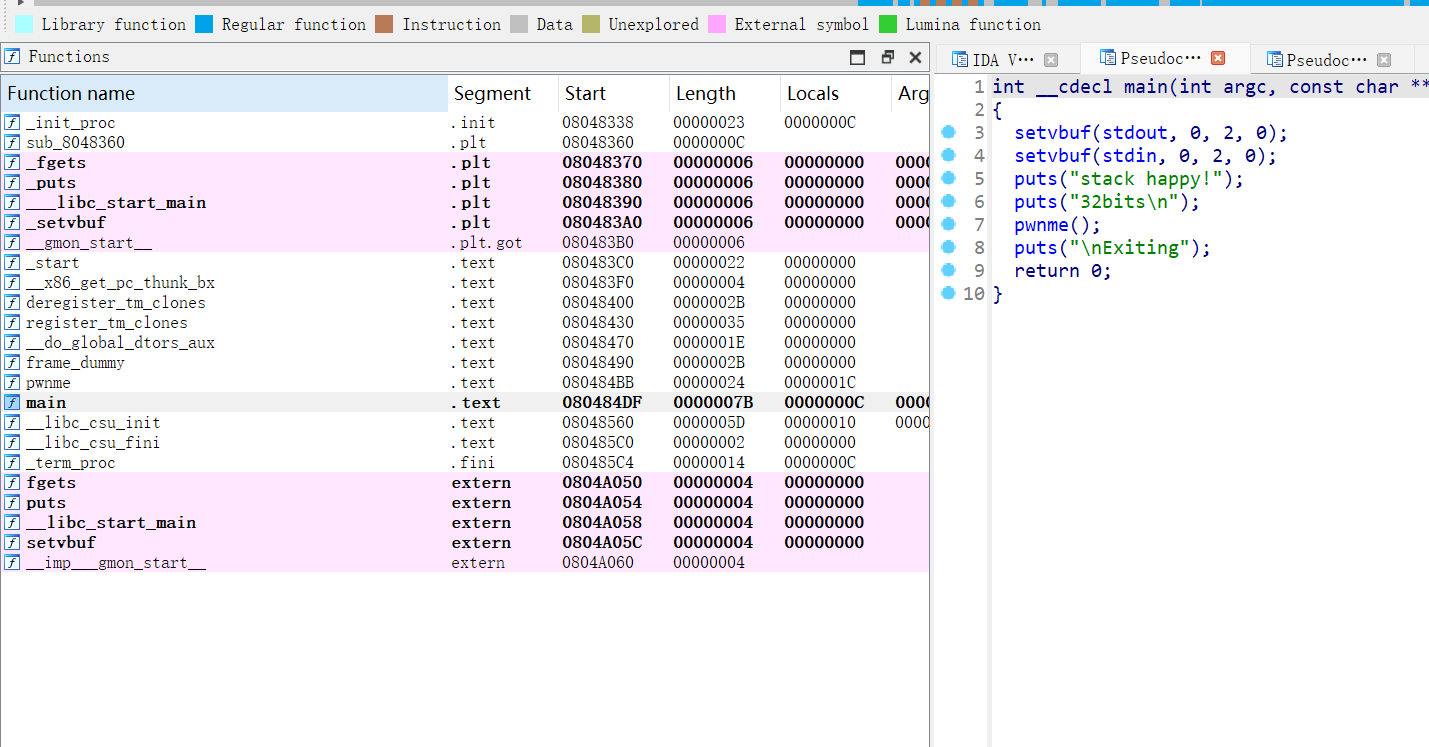 Library function Regular function Instruction Data Unexplored External symbol Lumina function
Functions
Function name Segment Start Length Locals Arg
_init_proc .init 08048338 00000023 0000000C
sub_8048360 .plt 08048360 0000000C
_fgets .plt 08048370 00000006 00000000 0000
_puts .plt 08048380 00000006 00000000 0000
___libc_start_main .plt 08048390 00000006 00000000 0000
_setvbuf .plt 080483A0 00000006 00000000 0000
__gmon_start__ .plt.got 080483B0 00000006
_start .text 080483C0 00000022 00000000
__x86_get_pc_thunk_bx .text 080483F0 00000004 00000000
deregister_tm_clones .text 08048400 0000002B 00000000
register_tm_clones .text 08048430 00000035 00000000
__do_global_dtors_aux .text 08048470 0000001E 00000000
frame_dummy .text 08048490 0000002B 00000000
pwnme .text 080484BB 00000024 0000001C
main .text 080484DF 0000007B 0000000C 0000
__libc_csu_init .text 08048560 0000005D 00000010 0000
__libc_csu_fini .text 080485C0 00000002 00000000
_term_proc .fini 080485C4 00000014 0000000C
fgets extern 0804A050 00000004 00000000
puts extern 0804A054 00000004 00000000
__libc_start_main extern 0804A058 00000004 00000000
setvbuf extern 0804A05C 00000004 00000000
__imp___gmon_start__ extern 0804A060 00000004
IDA V··· Pseudoc··· Pseudoc···
1 int __cdecl main(int argc, const char **
2 {
3 setvbuf(stdout, 0, 2, 0);
4 setvbuf(stdin, 0, 2, 0);
5 puts("stack happy!");
6 puts("32bits\n");
7 pwnme();
8 puts("\nExiting");
9 return 0;
10 }